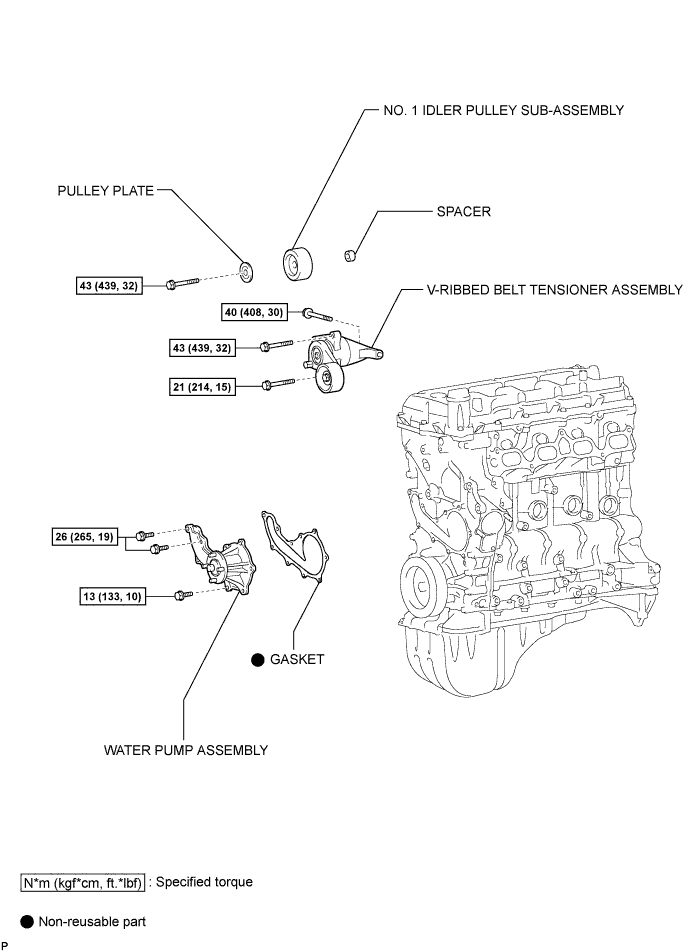 NO. 1 IDLER PULLEY SUB-ASSEMBLY
PULLEY PLATE
SPACER
43 (439, 32)
V-RIBBED BELT TENSIONER ASSEMBLY
40 (408, 30)
43 (439, 32)
21 (214, 15)
26 (265, 19)
13 (133, 10)
GASKET
WATER PUMP ASSEMBLY
N*m (kgf*cm, ft.*lbf) : Specified torque
Non-reusable part
P